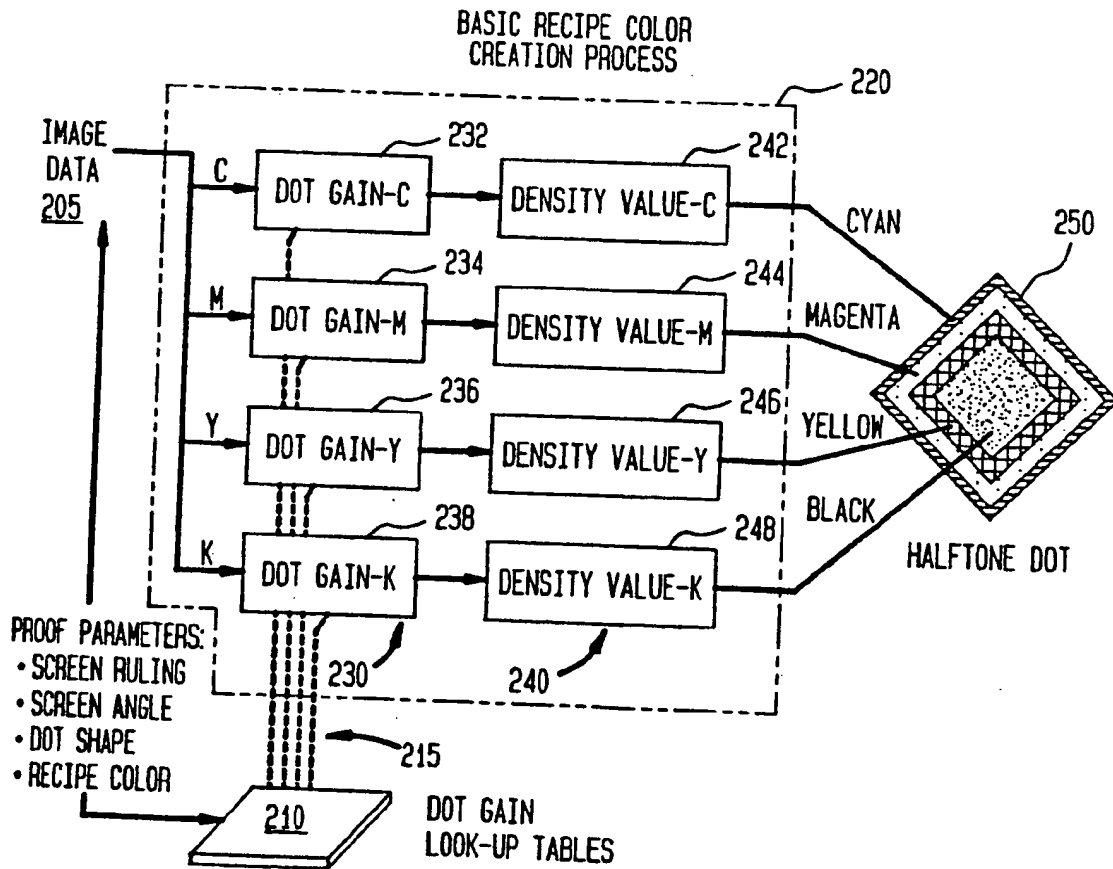 BASIC RECIPE COLOR
CREATION PROCESS
220
IMAGE
DATA
205
C
232
DOT GAIN-C
242
DENSITY VALUE-C
CYAN
250
M
234
DOT GAIN-M
244
DENSITY VALUE-M
MAGENTA
Y
236
DOT GAIN-Y
246
DENSITY VALUE-Y
YELLOW
K
238
DOT GAIN-K
248
DENSITY VALUE-K
BLACK
HALFTONE DOT
230
240
PROOF PARAMETERS:
• SCREEN RULING
• SCREEN ANGLE
• DOT SHAPE
• RECIPE COLOR
215
210
DOT GAIN
LOOK-UP TABLES